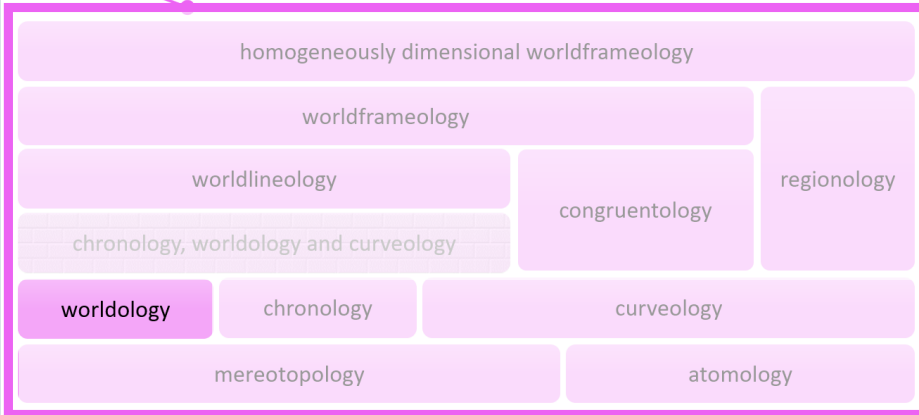 homogeneously dimensional worldframeology
worldframeology
regionology
worldlineology
congruentology
chronology, worldology and curveology
worldology
chronology
curveology
mereotopology
atomology